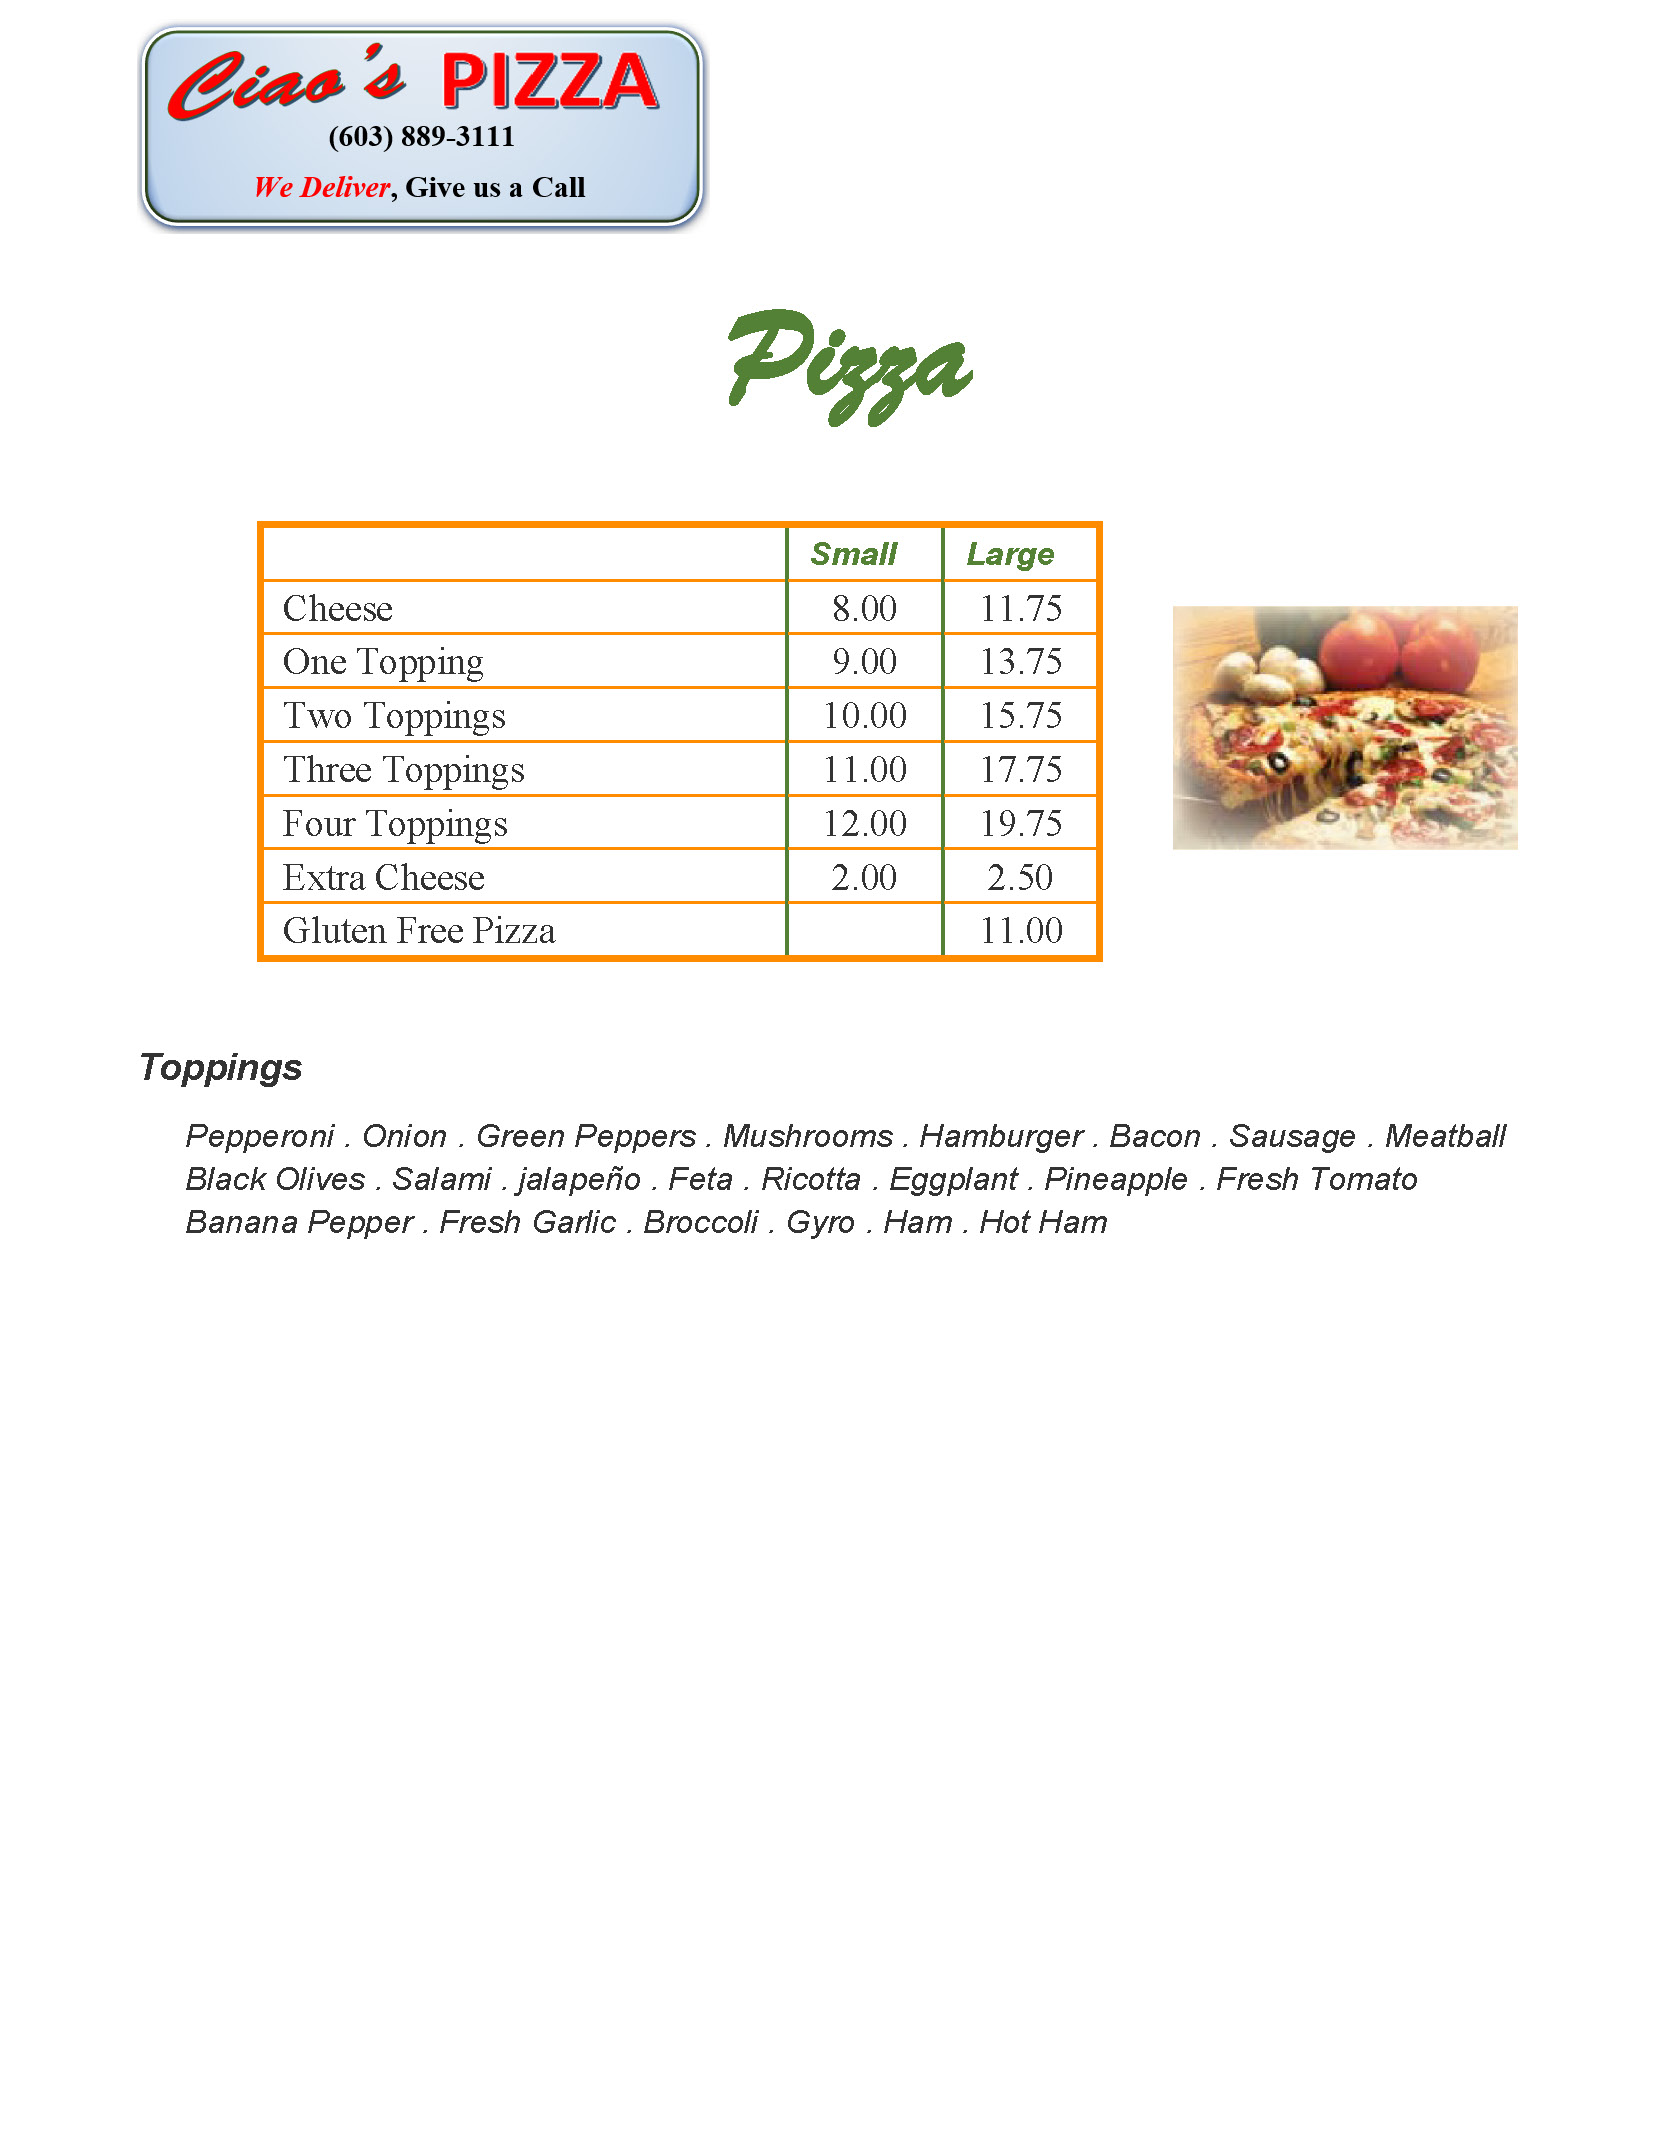 Ciao's PIZZA
(603) 889-3111
We Deliver, Give us a Call
Pizza
Small Large
Cheese 8.00 11.75
One Topping 9.00 13.75
Two Toppings 10.00 15.75
Three Toppings 11.00 17.75
Four Toppings 12.00 19.75
Extra Cheese 2.00 2.50
Gluten Free Pizza 11.00
Toppings
Pepperoni . Onion . Green Peppers . Mushrooms . Hamburger . Bacon . Sausage . Meatball
Black Olives . Salami . jalapeño . Feta . Ricotta . Eggplant . Pineapple . Fresh Tomato
Banana Pepper . Fresh Garlic . Broccoli . Gyro . Ham . Hot Ham